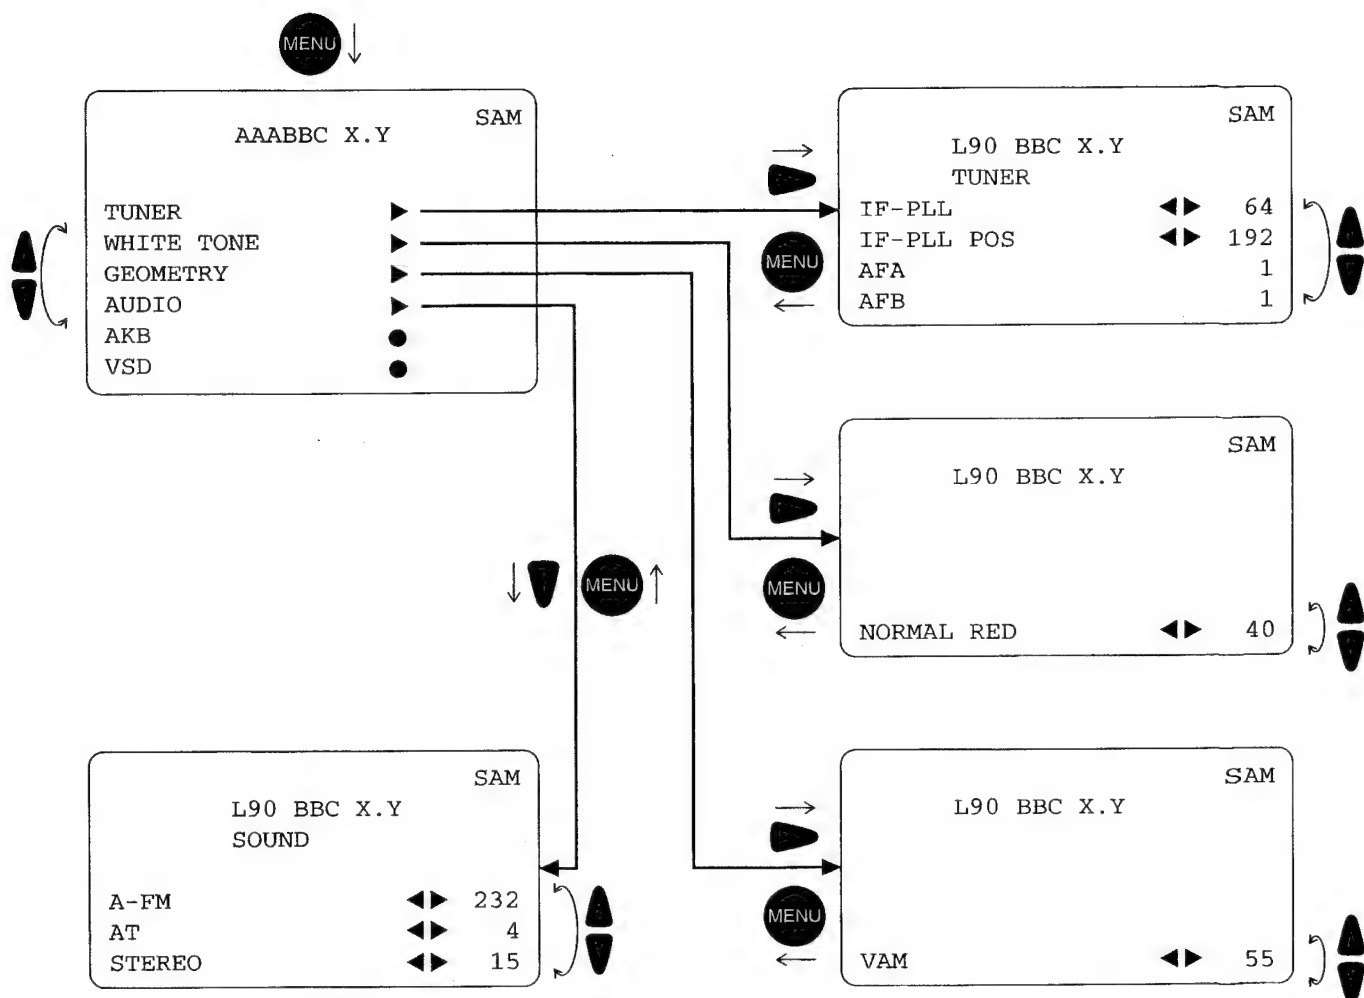 MENU
SAM
AAABBC X.Y
TUNER
WHITE TONE
GEOMETRY
AUDIO
AKB
VSD
SAM
L90 BBC X.Y
TUNER
IF-PLL 64
IF-PLL POS 192
AFA 1
AFB 1
MENU
SAM
L90 BBC X.Y
NORMAL RED 40
MENU
MENU
SAM
L90 BBC X.Y
SOUND
A-FM 232
AT 4
STEREO 15
SAM
L90 BBC X.Y
VAM 55
MENU